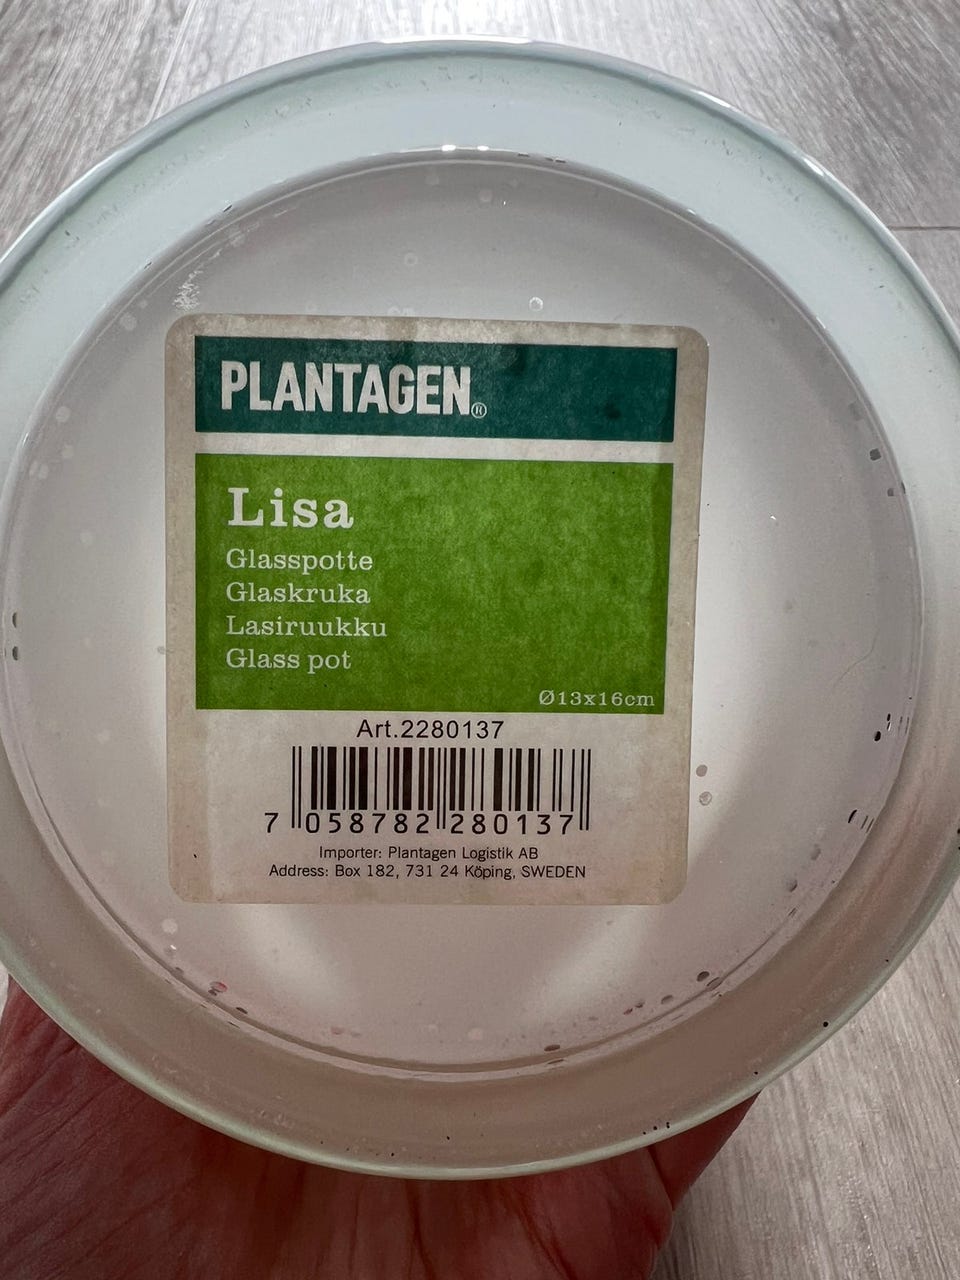 PLANTAGEN®
Lisa
Glasspotte
Glaskruka
Lasiruukku
Glass pot
Ø13x16cm
Art.2280137
7 058782 280137
Importer: Plantagen Logistik AB
Address: Box 182, 731 24 Köping, SWEDEN